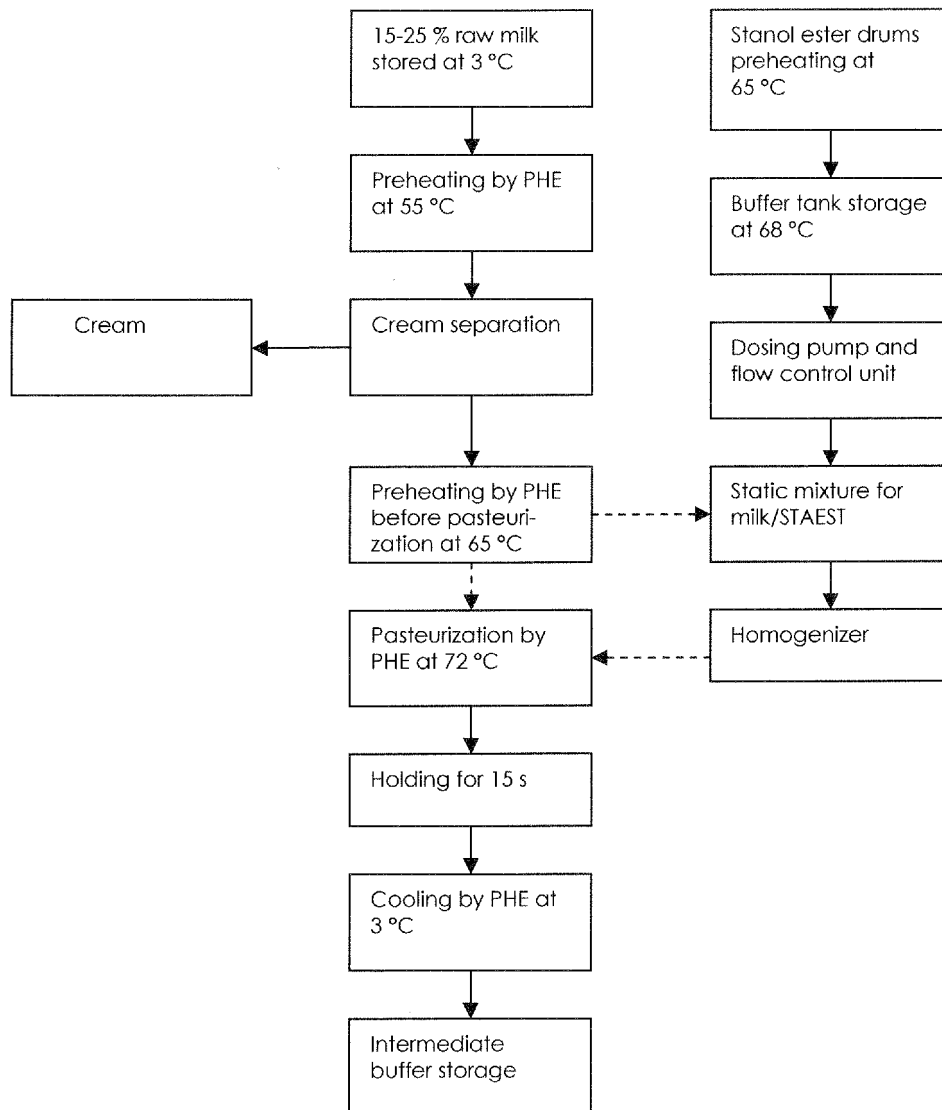 15-25 % raw milk
stored at 3 °C
Stanol ester drums
preheating at
65 °C
Preheating by PHE
at 55 °C
Buffer tank storage
at 68 °C
Cream
Cream separation
Dosing pump and
flow control unit
Preheating by PHE
before pasteuri-
zation at 65 °C
Static mixture for
milk/STAEST
Pasteurization by
PHE at 72 °C
Homogenizer
Holding for 15 s
Cooling by PHE at
3 °C
Intermediate
buffer storage